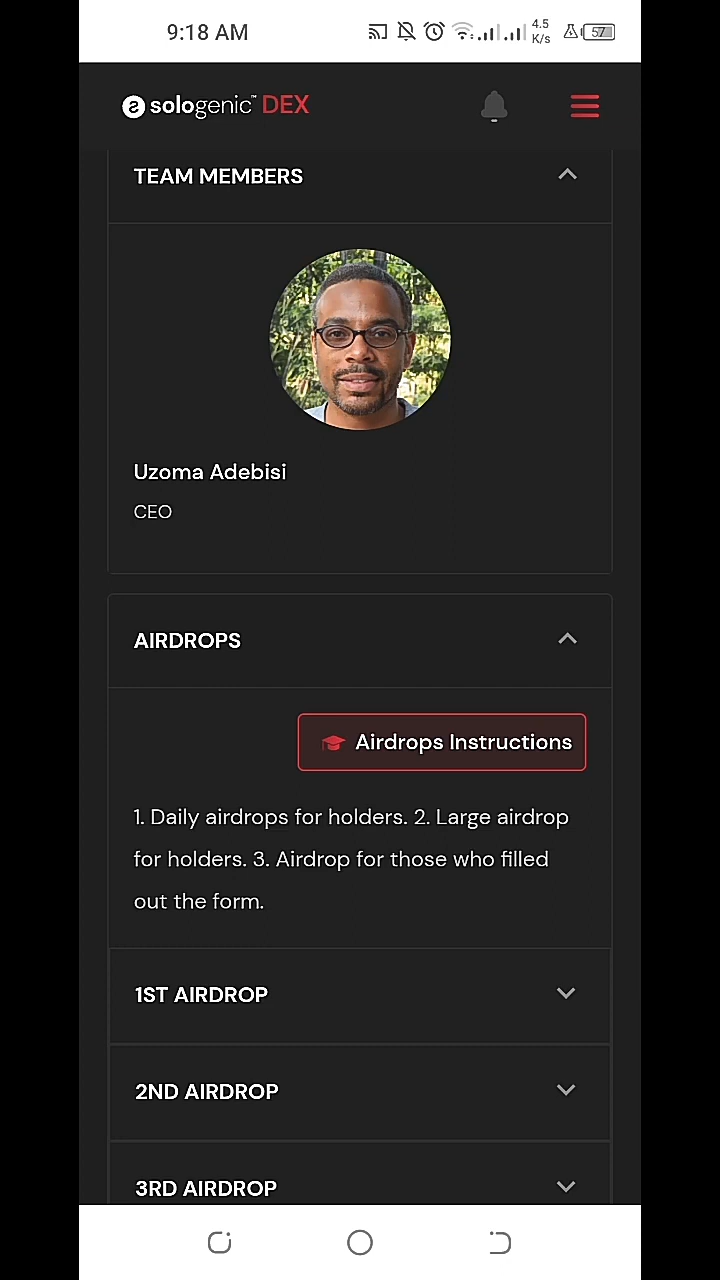 9:18 AM 4.5 K/s 57
sologenic™ DEX
TEAM MEMBERS
Uzoma Adebisi
CEO
AIRDROPS
Airdrops Instructions
1. Daily airdrops for holders. 2. Large airdrop
for holders. 3. Airdrop for those who filled
out the form.
1ST AIRDROP
2ND AIRDROP
3RD AIRDROP